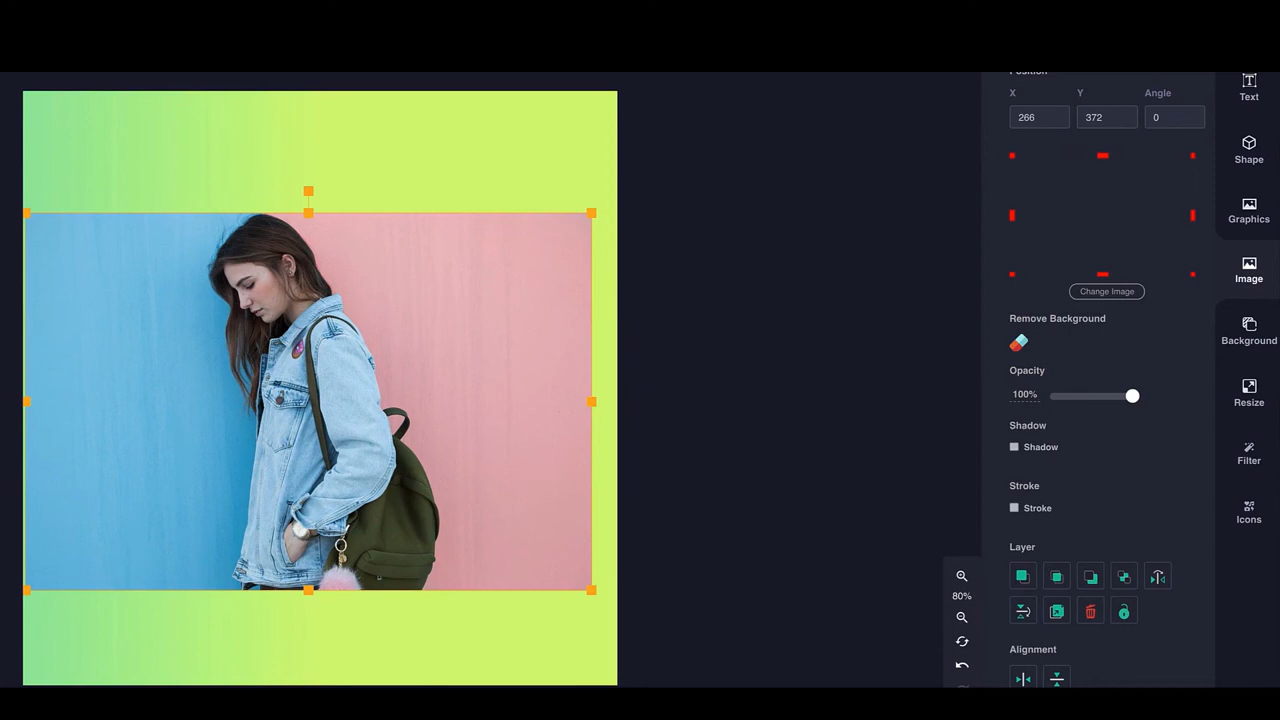 Position
X
Y
Angle
266
372
0
Change Image
Remove Background
Opacity
100%
Shadow
Shadow
Stroke
Stroke
Layer
Alignment
80%
Text
Shape
Graphics
Image
Background
Resize
Filter
Icons